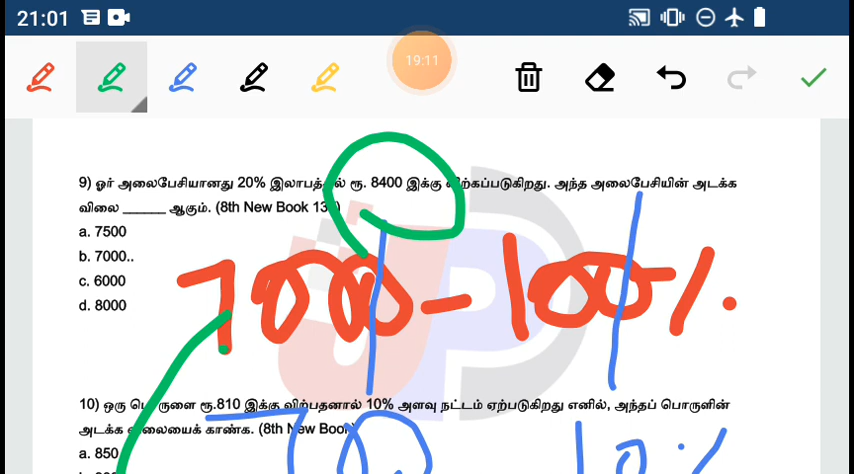 21:01
19:11
9) ஓர் அலைபேசியானது 20% இலாபத்தில் ரூ. 8400 இக்கு விற்கப்படுகிறது. அந்த அலைபேசியின் அடக்க
விலை ______ ஆகும். (8th New Book 13
a. 7500
b. 7000..
c. 6000
d. 8000
7000 - 100%.
10) ஒரு பொருளை ரூ.810 இக்கு விற்பதனால் 10% அளவு நட்டம் ஏற்படுகிறது எனில், அந்தப் பொருளின்
அடக்க விலையைக் காண்க. (8th New Book
a. 850
10%